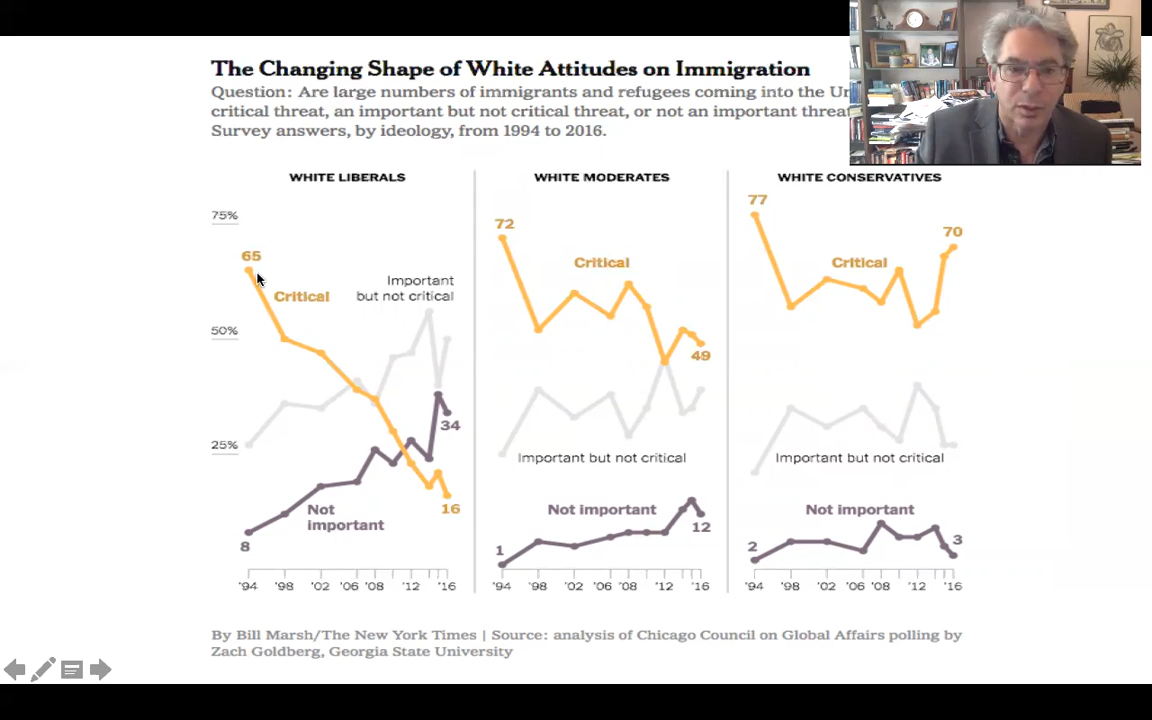 The Changing Shape of White Attitudes on Immigration
Question: Are large numbers of immigrants and refugees coming into the
critical threat, an important but not critical threat, or not an important
Survey answers, by ideology, from 1994 to 2016.
WHITE LIBERALS
WHITE MODERATES
WHITE CONSERVATIVES
75%
50%
25%
65
Critical
Important
but not critical
34
Not
important
16
8
'94 '98 '02 '06 '08 '12 '16
72
Critical
49
Important but not critical
Not important
12
1
'94 '98 '02 '06 '08 '12 '16
77
70
Critical
Important but not critical
Not important
2
3
'94 '98 '02 '06 '08 '12 '16
By Bill Marsh/The New York Times | Source: analysis of Chicago Council on Global Affairs polling by
Zach Goldberg, Georgia State University